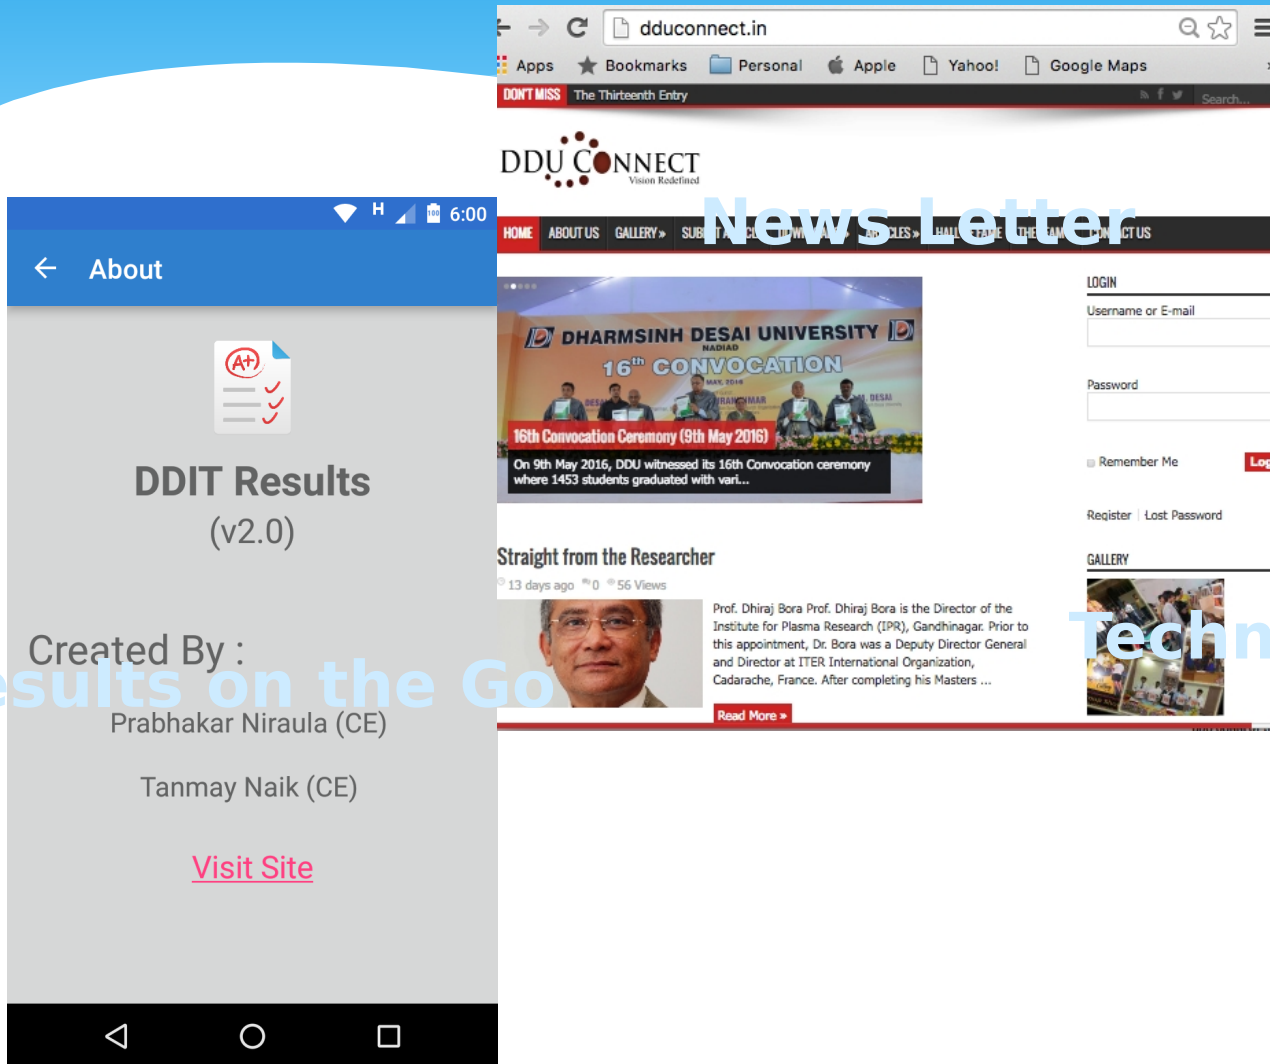 dduconnect.in
Apps Bookmarks Personal Apple Yahoo! Google Maps
DON'T MISS The Thirteenth Entry
Search...
DDU CONNECT
Vision Redefined
News Letter
HOME ABOUT US GALLERY » ARTICLES » CONTACT US
DHARMSINH DESAI UNIVERSITY
NADIAD
16th CONVOCATION
MAY, 2016
16th Convocation Ceremony (9th May 2016)
On 9th May 2016, DDU witnessed its 16th Convocation ceremony
where 1453 students graduated with vari...
LOGIN
Username or E-mail
Password
Remember Me Log
Register Lost Password
GALLERY
Straight from the Researcher
13 days ago 0 56 Views
Prof. Dhiraj Bora Prof. Dhiraj Bora is the Director of the
Institute for Plasma Research (IPR), Gandhinagar. Prior to
this appointment, Dr. Bora was a Deputy Director General
and Director at ITER International Organization,
Cadarache, France. After completing his Masters ...
Read More »
Techn
H 100 6:00
About
A+
DDIT Results
(v2.0)
Created By :
esults on the Go
Prabhakar Niraula (CE)
Tanmay Naik (CE)
Visit Site